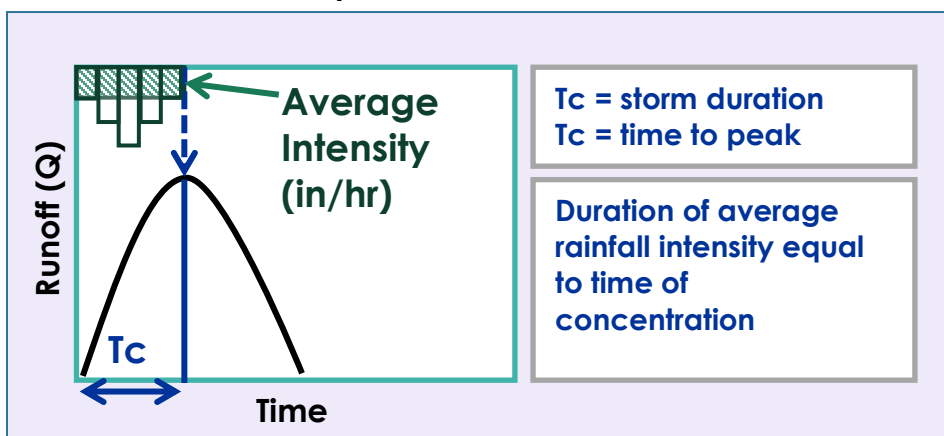 Average
Intensity
(in/hr)
Runoff (Q)
Tc
Time
Tc = storm duration
Tc = time to peak
Duration of average
rainfall intensity equal
to time of
concentration